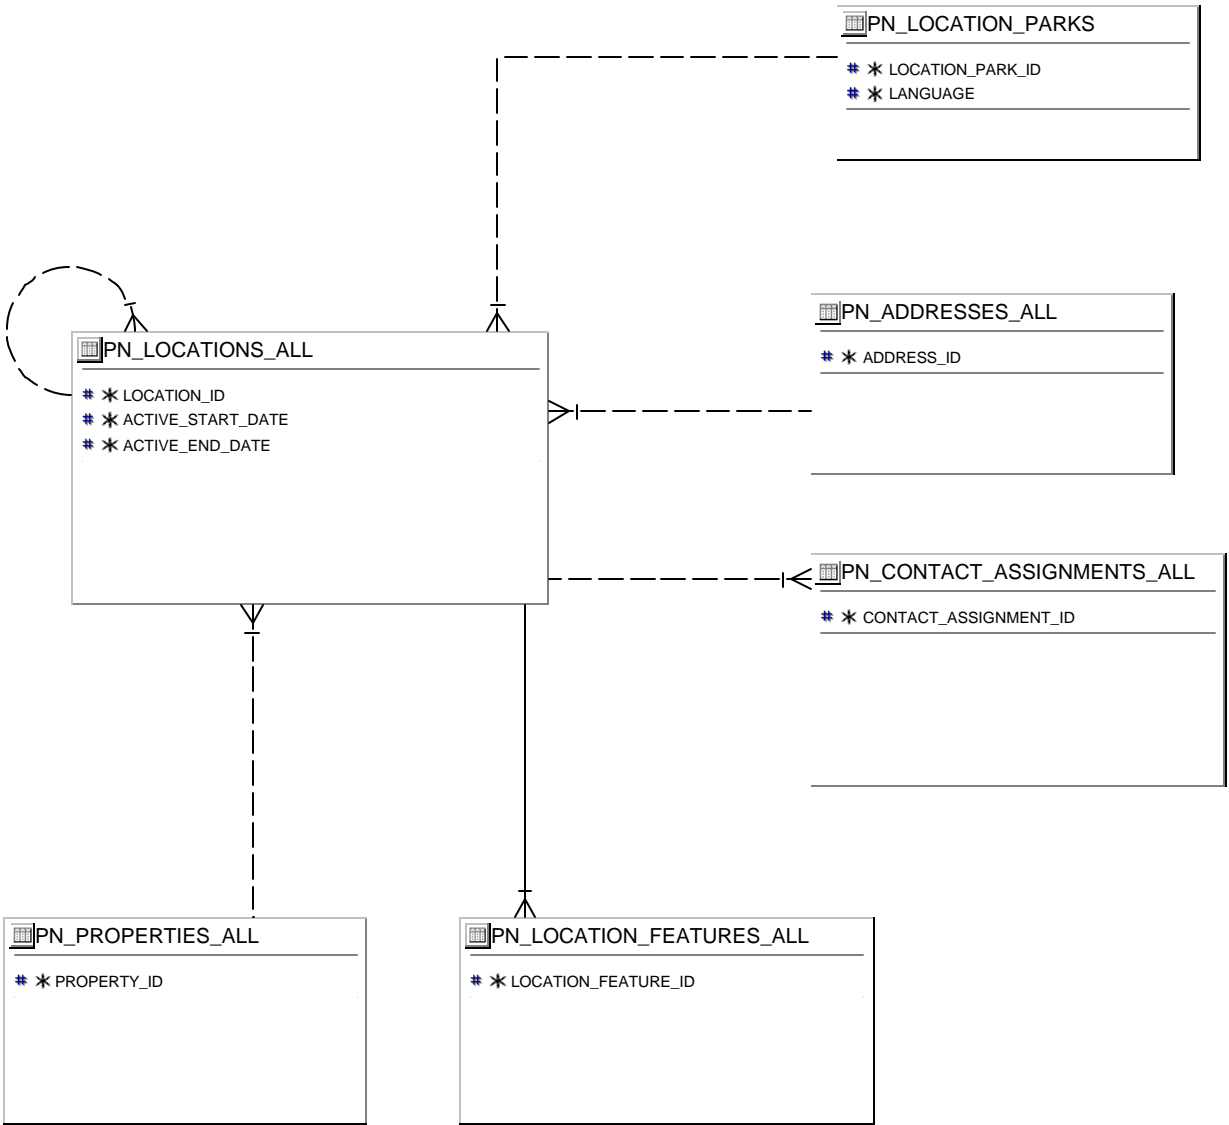 PN_LOCATION_PARKS
# * LOCATION_PARK_ID
# * LANGUAGE
PN_ADDRESSES_ALL
# * ADDRESS_ID
PN_LOCATIONS_ALL
# * LOCATION_ID
# * ACTIVE_START_DATE
# * ACTIVE_END_DATE
PN_CONTACT_ASSIGNMENTS_ALL
# * CONTACT_ASSIGNMENT_ID
PN_PROPERTIES_ALL
# * PROPERTY_ID
PN_LOCATION_FEATURES_ALL
# * LOCATION_FEATURE_ID